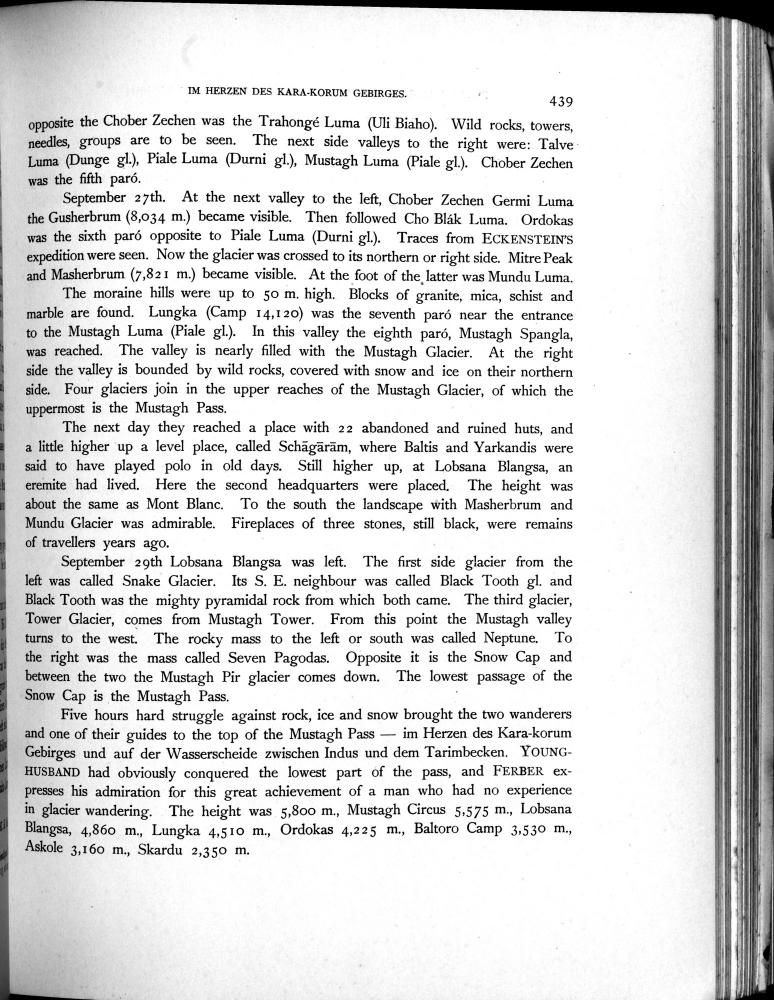 IM HERZEN DES KARA-KORUM GEBIRGES.
439
opposite the Chober Zechen was the Trahongé Luma (Uli Biaho). Wild rocks, towers,
needles, groups are to be seen. The next side valleys to the right were: Talve
Luma (Dunge gl.), Piale Luma (Durni gl.), Mustagh Luma (Piale gl.). Chober Zechen
was the fifth paró.
September 27th. At the next valley to the left, Chober Zechen Germi Luma
the Gusherbrum (8,034 m.) became visible. Then followed Cho Blák Luma. Ordokas
was the sixth paró opposite to Piale Luma (Durni gl.). Traces from ECKENSTEIN'S
expedition were seen. Now the glacier was crossed to its northern or right side. Mitre Peak
and Masherbrum (7,821 m.) became visible. At the foot of the latter was Mundu Luma.
The moraine hills were up to 50 m. high. Blocks of granite, mica, schist and
marble are found. Lungka (Camp 14,120) was the seventh paró near the entrance
to the Mustagh Luma (Piale gl.). In this valley the eighth paró, Mustagh Spangla,
was reached. The valley is nearly filled with the Mustagh Glacier. At the right
side the valley is bounded by wild rocks, covered with snow and ice on their northern
side. Four glaciers join in the upper reaches of the Mustagh Glacier, of which the
uppermost is the Mustagh Pass.
The next day they reached a place with 22 abandoned and ruined huts, and
a little higher up a level place, called Schāgārām, where Baltis and Yarkandis were
said to have played polo in old days. Still higher up, at Lobsana Blangsa, an
eremite had lived. Here the second headquarters were placed. The height was
about the same as Mont Blanc. To the south the landscape with Masherbrum and
Mundu Glacier was admirable. Fireplaces of three stones, still black, were remains
of travellers years ago.
September 29th Lobsana Blangsa was left. The first side glacier from the
left was called Snake Glacier. Its S. E. neighbour was called Black Tooth gl. and
Black Tooth was the mighty pyramidal rock from which both came. The third glacier,
Tower Glacier, comes from Mustagh Tower. From this point the Mustagh valley
turns to the west. The rocky mass to the left or south was called Neptune. To
the right was the mass called Seven Pagodas. Opposite it is the Snow Cap and
between the two the Mustagh Pir glacier comes down. The lowest passage of the
Snow Cap is the Mustagh Pass.
Five hours hard struggle against rock, ice and snow brought the two wanderers
and one of their guides to the top of the Mustagh Pass — im Herzen des Kara-korum
Gebirges und auf der Wasserscheide zwischen Indus und dem Tarimbecken. YOUNG-
HUSBAND had obviously conquered the lowest part of the pass, and FERBER ex-
presses his admiration for this great achievement of a man who had no experience
in glacier wandering. The height was 5,800 m., Mustagh Circus 5,575 m., Lobsana
Blangsa, 4,860 m., Lungka 4,510 m., Ordokas 4,225 m., Baltoro Camp 3,530 m.,
Askole 3,160 m., Skardu 2,350 m.